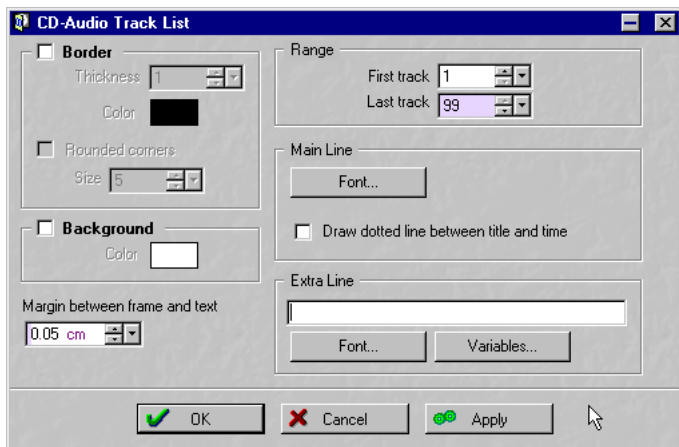 CD-Audio Track List
Border
Thickness 1
Color
Rounded corners
Size 5
Background
Color
Margin between frame and text
0.05 cm
Range
First track 1
Last track 99
Main Line
Font...
Draw dotted line between title and time
Extra Line
Font... Variables...
OK Cancel Apply